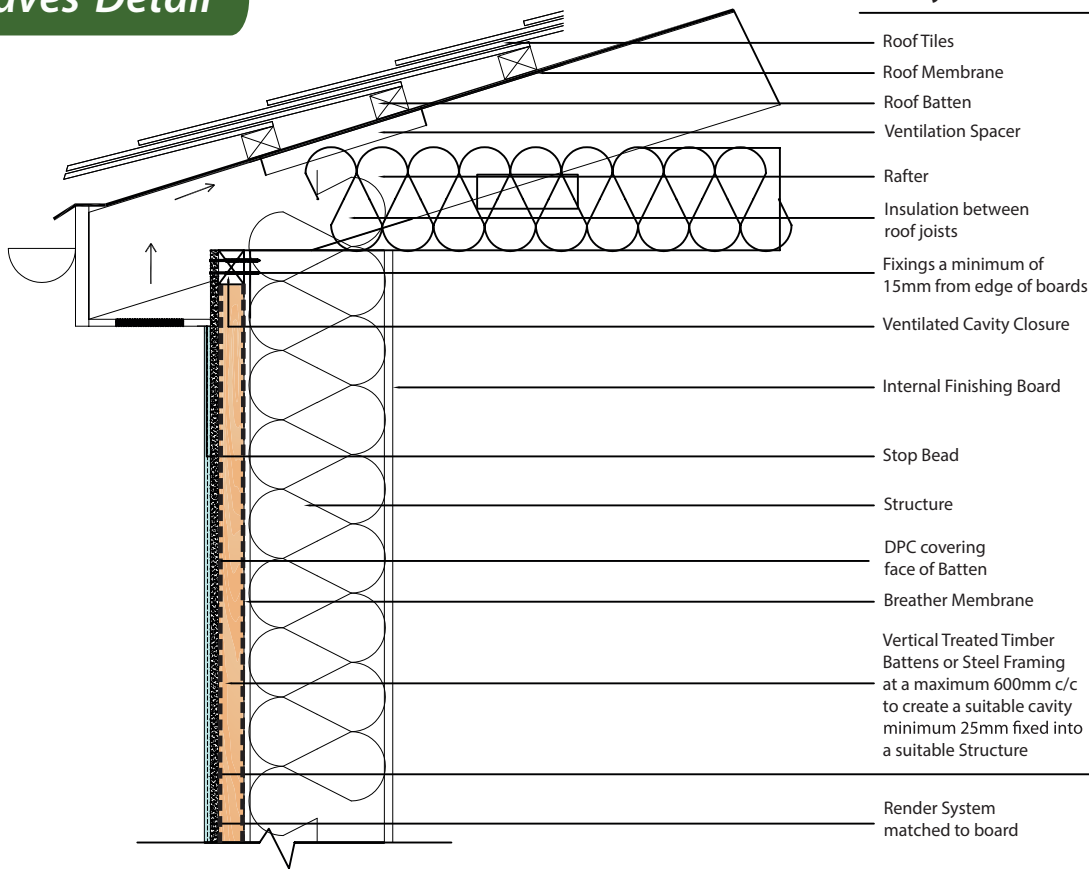 Detail
Roof Tiles
Roof Membrane
Roof Batten
Ventilation Spacer
Rafter
Insulation between
roof joists
Fixings a minimum of
15mm from edge of boards
Ventilated Cavity Closure
Internal Finishing Board
Stop Bead
Structure
DPC covering
face of Batten
Breather Membrane
Vertical Treated Timber
Battens or Steel Framing
at a maximum 600mm c/c
to create a suitable cavity
minimum 25mm fixed into
a suitable Structure
Render System
matched to board